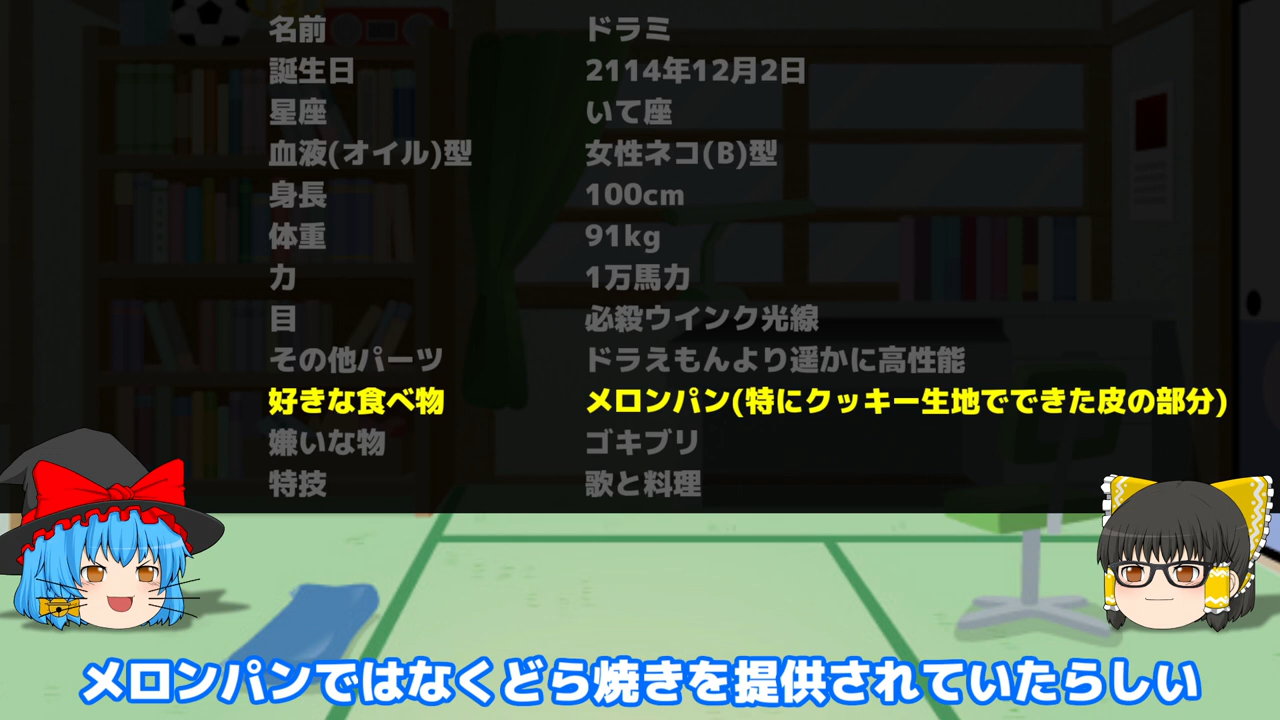 名前 ドラミ
誕生日 2114年12月2日
星座 いて座
血液(オイル)型 女性ネコ(B)型
身長 100cm
体重 91kg
力 1万馬力
目 必殺ウインク光線
その他パーツ ドラえもんより遥かに高性能
好きな食べ物 メロンパン(特にクッキー生地でできた皮の部分)
嫌いな物 ゴキブリ
特技 歌と料理
メロンパンではなくどら焼きを提供されていたらしい